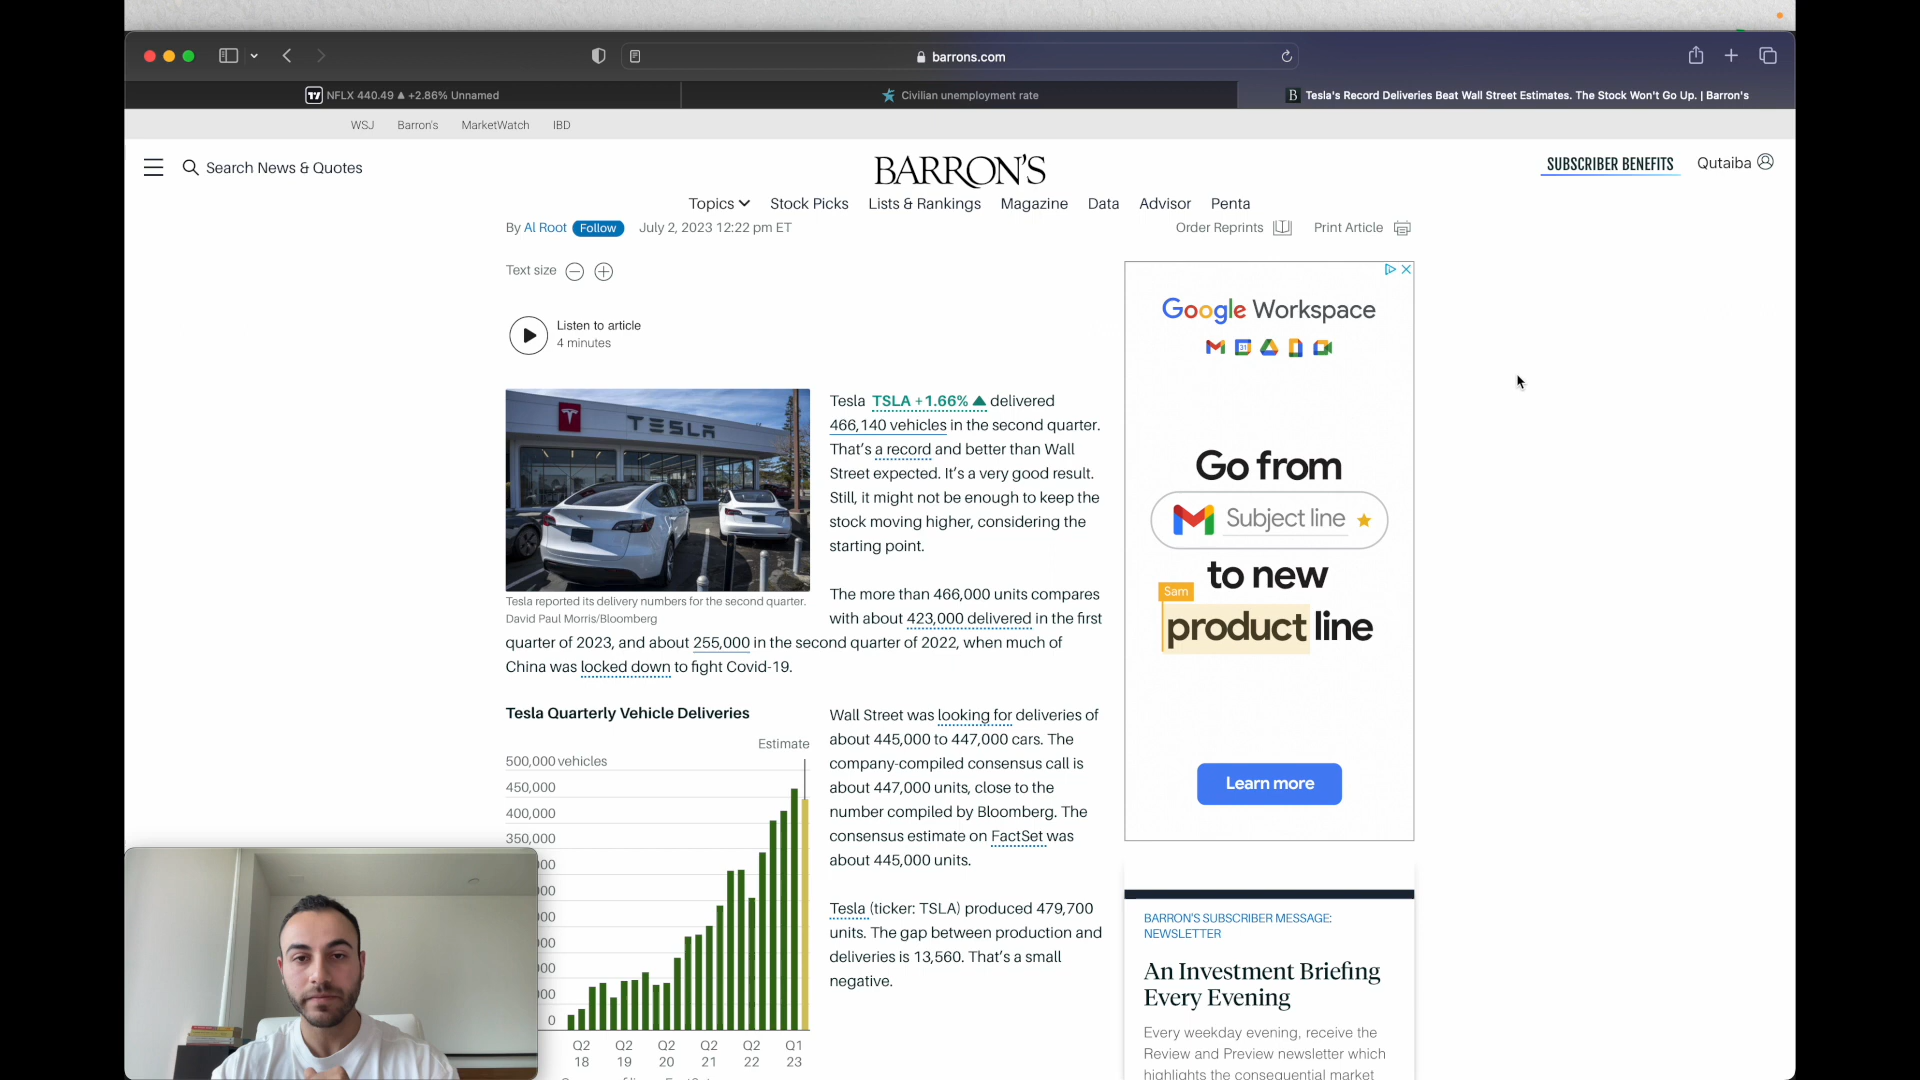 barrons.com
NFLX 440.49 ▲ +2.86% Unnamed
Civilian unemployment rate
B Tesla's Record Deliveries Beat Wall Street Estimates. The Stock Won't Go Up. | Barron's
WSJ Barron's MarketWatch IBD
Search News & Quotes
BARRON'S
SUBSCRIBER BENEFITS
Qutaiba
Topics Stock Picks Lists & Rankings Magazine Data Advisor Penta
By Al Root Follow July 2, 2023 12:22 pm ET
Order Reprints Print Article
Text size
Listen to article
4 minutes
TESLA
Tesla reported its delivery numbers for the second quarter.
David Paul Morris/Bloomberg
Tesla TSLA +1.66% ▲ delivered
466,140 vehicles in the second quarter.
That's a record and better than Wall
Street expected. It's a very good result.
Still, it might not be enough to keep the
stock moving higher, considering the
starting point.
The more than 466,000 units compares
with about 423,000 delivered in the first
quarter of 2023, and about 255,000 in the second quarter of 2022, when much of
China was locked down to fight Covid-19.
Tesla Quarterly Vehicle Deliveries
Estimate
500,000 vehicles
450,000
400,000
350,000
00
00
00
00
00
00
0
Q2 Q2 Q2 Q2 Q2 Q1
18 19 20 21 22 23
Wall Street was looking for deliveries of
about 445,000 to 447,000 cars. The
company-compiled consensus call is
about 447,000 units, close to the
number compiled by Bloomberg. The
consensus estimate on FactSet was
about 445,000 units.
Tesla (ticker: TSLA) produced 479,700
units. The gap between production and
deliveries is 13,560. That's a small
negative.
Google Workspace
31
Go from
Subject line
to new
Sam
product line
Learn more
BARRON'S SUBSCRIBER MESSAGE:
NEWSLETTER
An Investment Briefing
Every Evening
Every weekday evening, receive the
Review and Preview newsletter which
highlights the consequential market